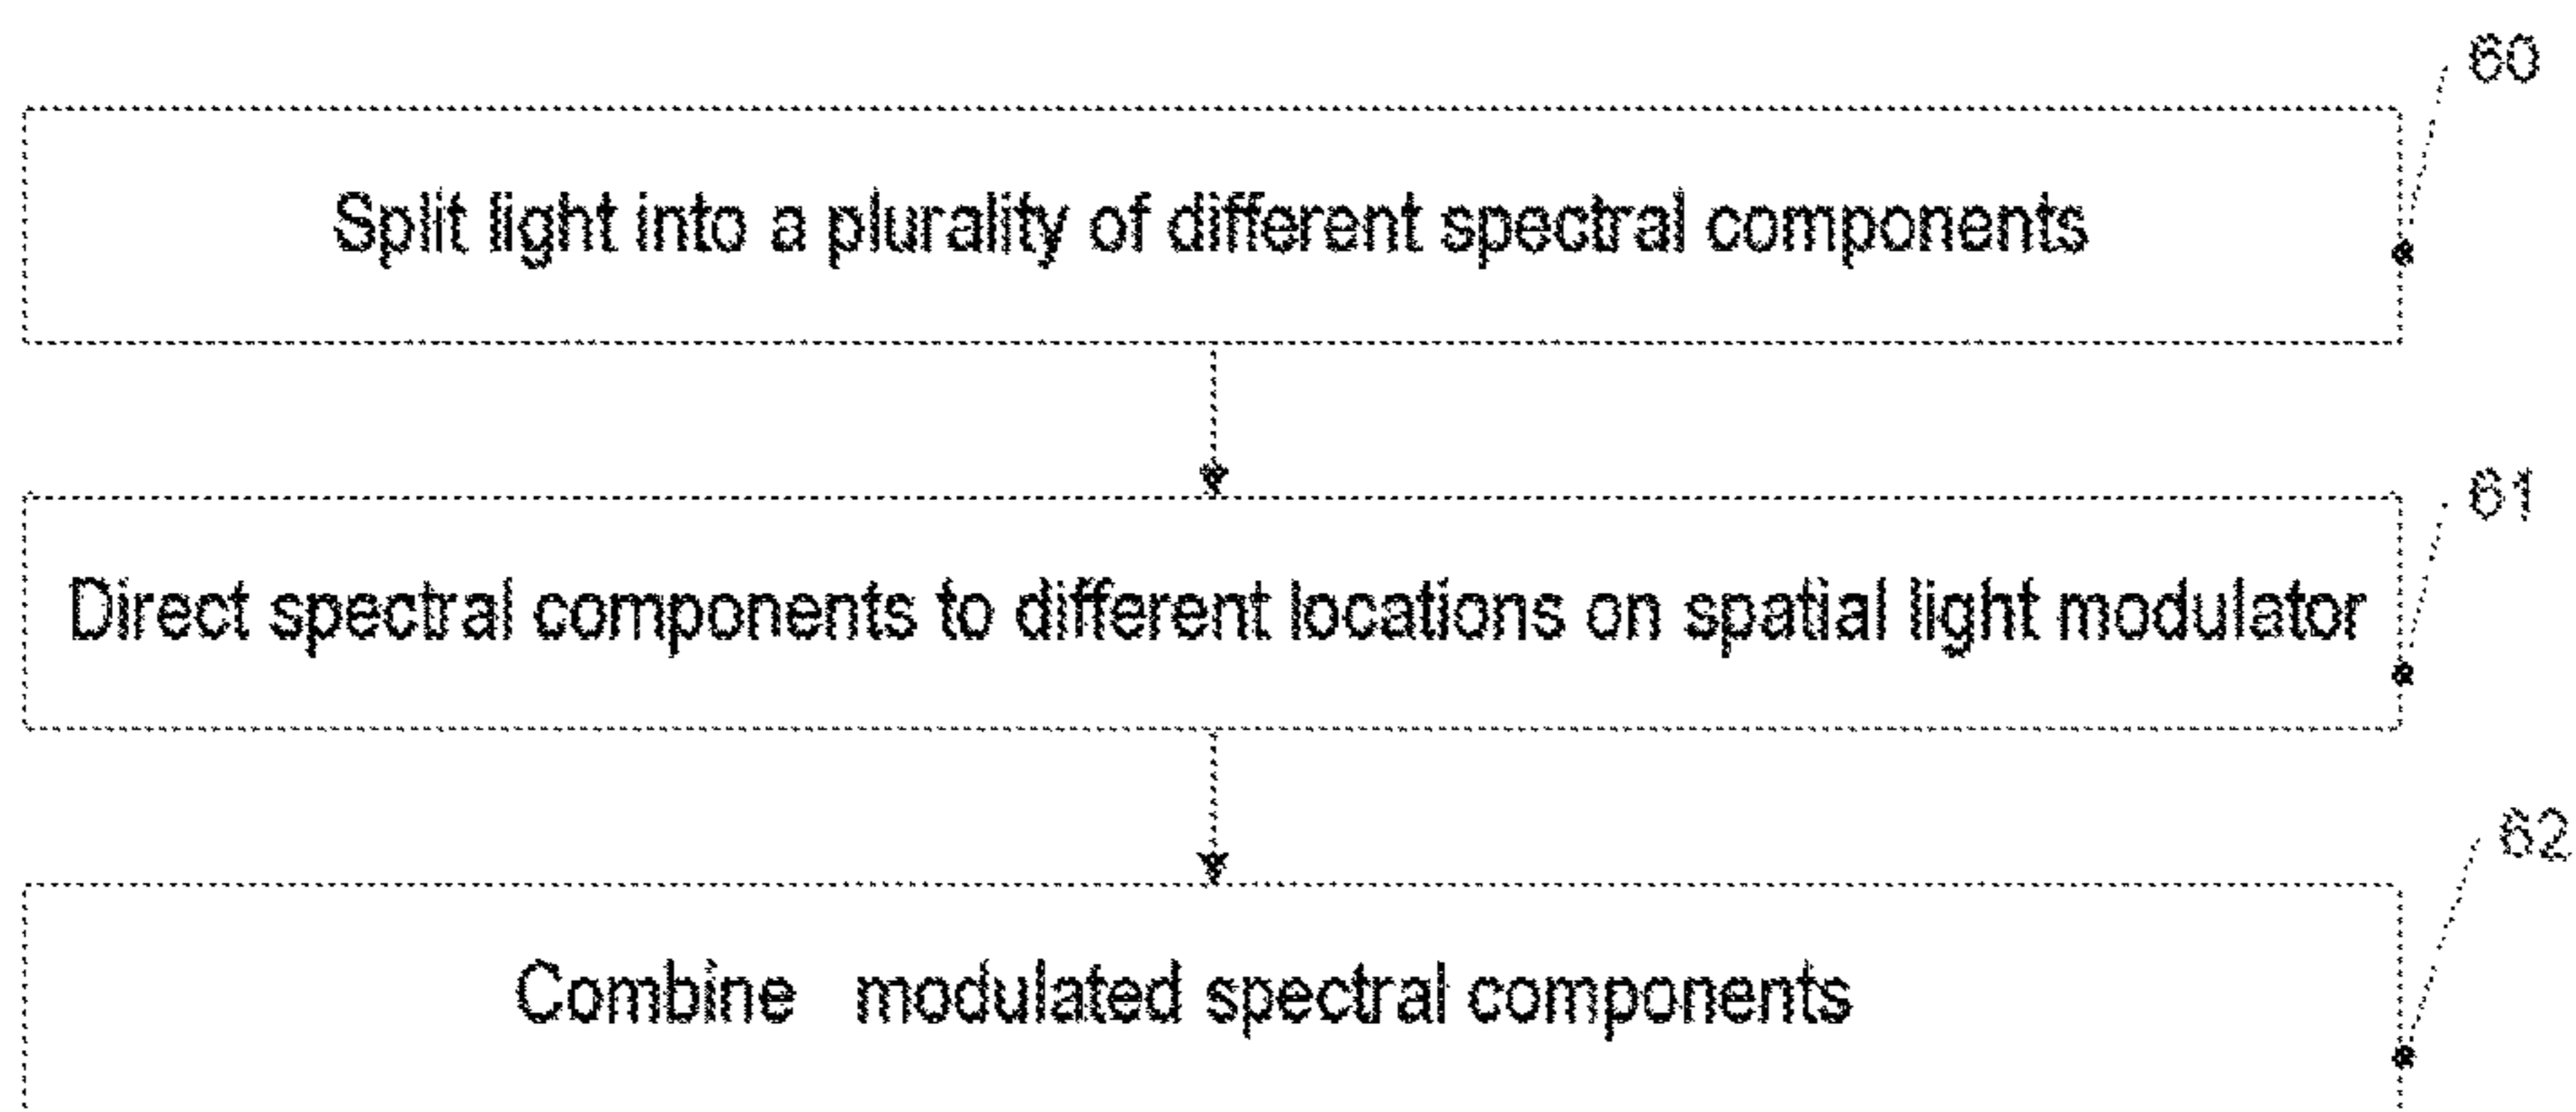 60
Split light into a plurality of different spectral components
61
Direct spectral components to different locations on spatial light modulator
62
Combine modulated spectral components